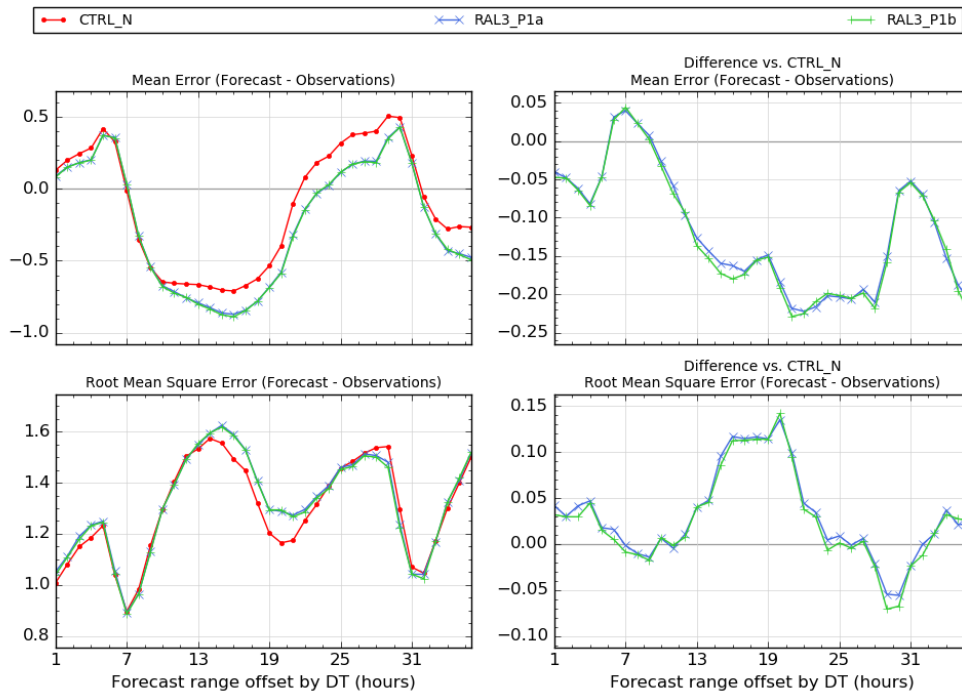 CTRL_N RAL3_P1a RAL3_P1b
Mean Error (Forecast - Observations)
0.5
0.0
−0.5
−1.0
Difference vs. CTRL_N
Mean Error (Forecast - Observations)
0.05
0.00
−0.05
−0.10
−0.15
−0.20
−0.25
Root Mean Square Error (Forecast - Observations)
1.6
1.4
1.2
1.0
0.8
1 7 13 19 25 31
Forecast range offset by DT (hours)
Difference vs. CTRL_N
Root Mean Square Error (Forecast - Observations)
0.15
0.10
0.05
0.00
−0.05
−0.10
1 7 13 19 25 31
Forecast range offset by DT (hours)